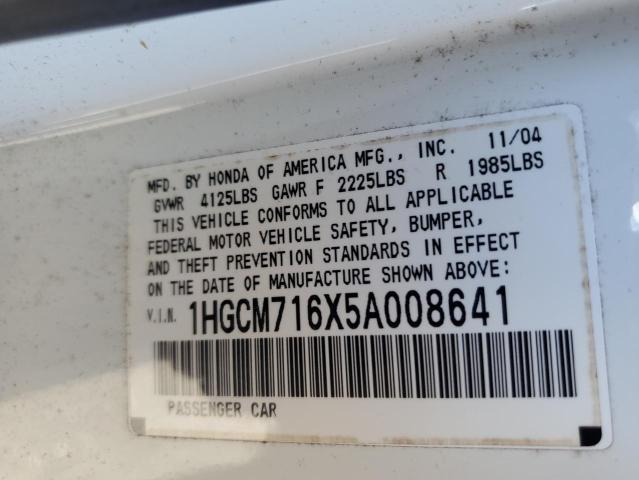 MFD. BY HONDA OF AMERICA MFG., INC. 11/04
GVWR 4125LBS GAWR F 2225LBS R 1985LBS
THIS VEHICLE CONFORMS TO ALL APPLICABLE
FEDERAL MOTOR VEHICLE SAFETY, BUMPER,
AND THEFT PREVENTION STANDARDS IN EFFECT
ON THE DATE OF MANUFACTURE SHOWN ABOVE:
V.I.N. 1HGCM716X5A008641
PASSENGER CAR